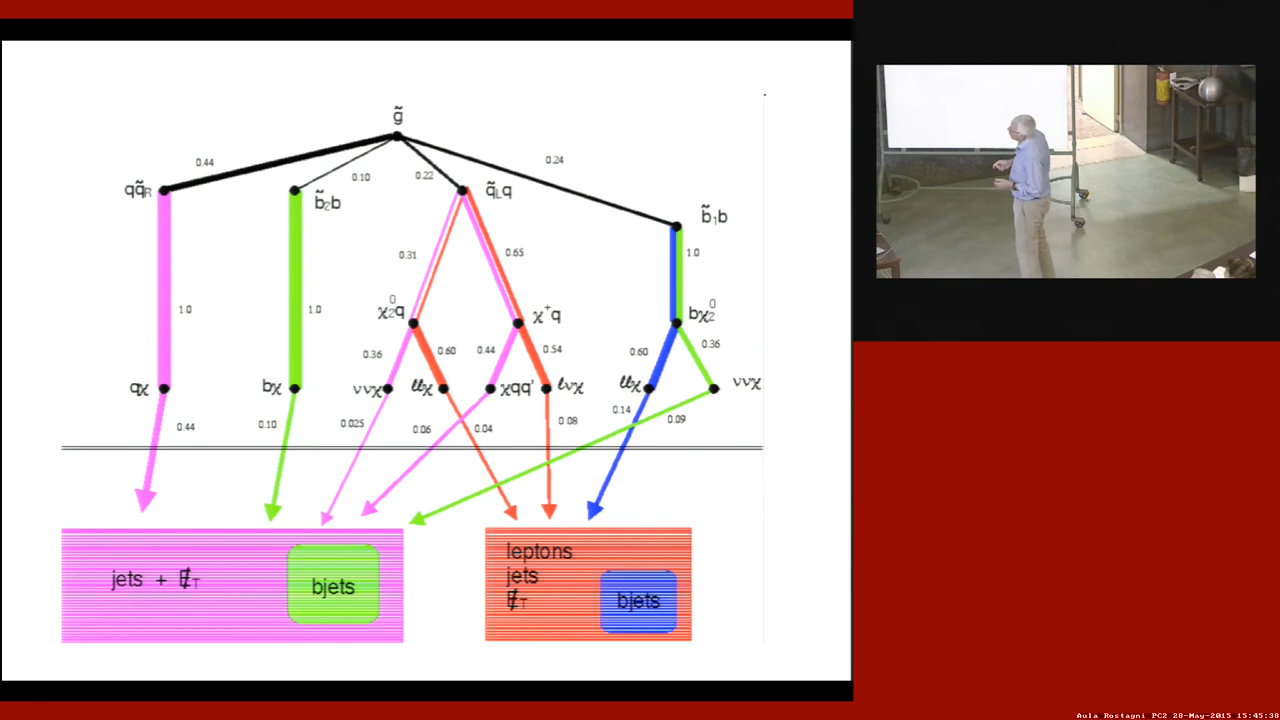 g̃
0.44
0.10
0.22
0.24
qq̃R
b̃₂b
q̃Lq
b̃₁b
0.31
0.65
1.0
1.0
1.0
χ₂⁰q
χ⁺q
bχ₂⁰
0.36
0.60
0.44
0.54
0.60
0.36
qχ
bχ
ννχ
ℓℓχ
χqq'
ℓνχ
ℓℓχ
ννχ
0.44
0.10
0.025
0.06
0.04
0.08
0.14
0.09
jets + E̸T
bjets
leptons
jets
E̸T
bjets
Aula Rostagni PC2 28-May-2015 15:45:38